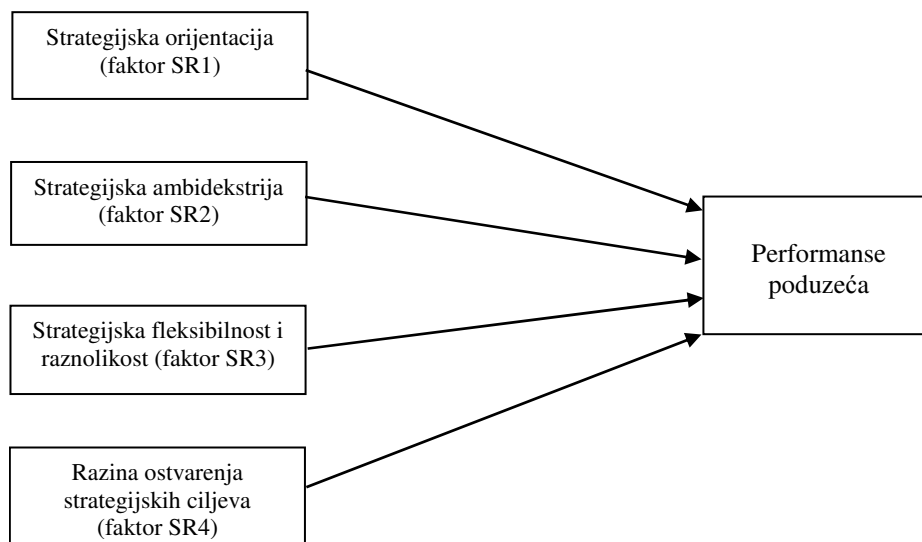 Strategijska orijentacija
(faktor SR1)
Strategijska ambidekstrija
(faktor SR2)
Strategijska fleksibilnost i
raznolikost (faktor SR3)
Razina ostvarenja
strategijskih ciljeva
(faktor SR4)
Performanse
poduzeća